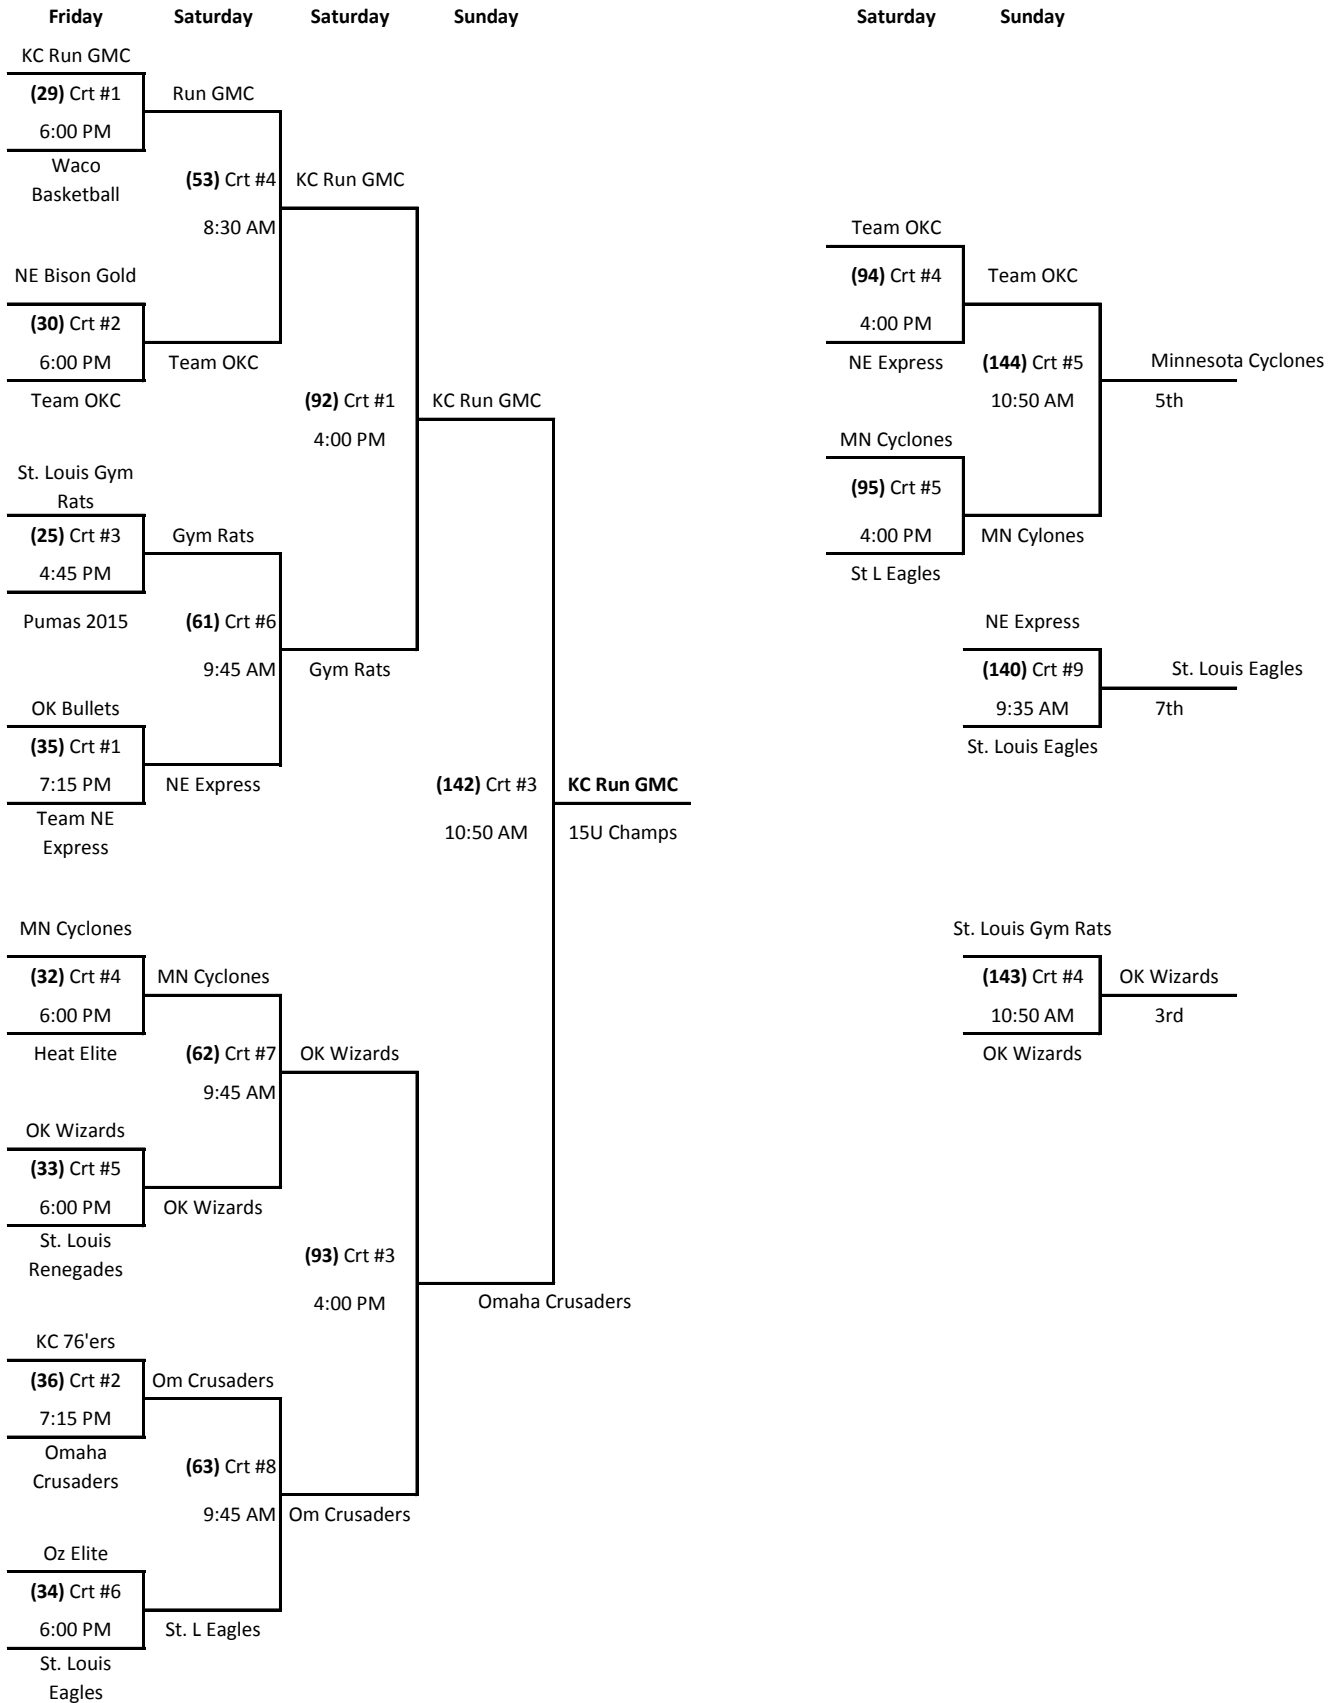 Friday Saturday Saturday Sunday Saturday Sunday
KC Run GMC
(29) Crt #1 Run GMC
6:00 PM
Waco
Basketball
(53) Crt #4 KC Run GMC
8:30 AM
NE Bison Gold
(30) Crt #2
6:00 PM Team OKC
Team OKC
(92) Crt #1 KC Run GMC
4:00 PM
St. Louis Gym
Rats
(25) Crt #3 Gym Rats
4:45 PM
Pumas 2015 (61) Crt #6
9:45 AM Gym Rats
OK Bullets
(35) Crt #1
7:15 PM NE Express
Team NE
Express
(142) Crt #3 KC Run GMC
10:50 AM 15U Champs
MN Cyclones
(32) Crt #4 MN Cyclones
6:00 PM
Heat Elite (62) Crt #7 OK Wizards
9:45 AM
OK Wizards
(33) Crt #5
6:00 PM OK Wizards
St. Louis
Renegades
(93) Crt #3
4:00 PM Omaha Crusaders
KC 76'ers
(36) Crt #2 Om Crusaders
7:15 PM
Omaha
Crusaders
(63) Crt #8
9:45 AM Om Crusaders
Oz Elite
(34) Crt #6
6:00 PM St. L Eagles
St. Louis
Eagles
Team OKC
(94) Crt #4 Team OKC
4:00 PM
NE Express (144) Crt #5 Minnesota Cyclones
10:50 AM 5th
MN Cyclones
(95) Crt #5
4:00 PM MN Cylones
St L Eagles
NE Express
(140) Crt #9 St. Louis Eagles
9:35 AM 7th
St. Louis Eagles
St. Louis Gym Rats
(143) Crt #4 OK Wizards
10:50 AM 3rd
OK Wizards